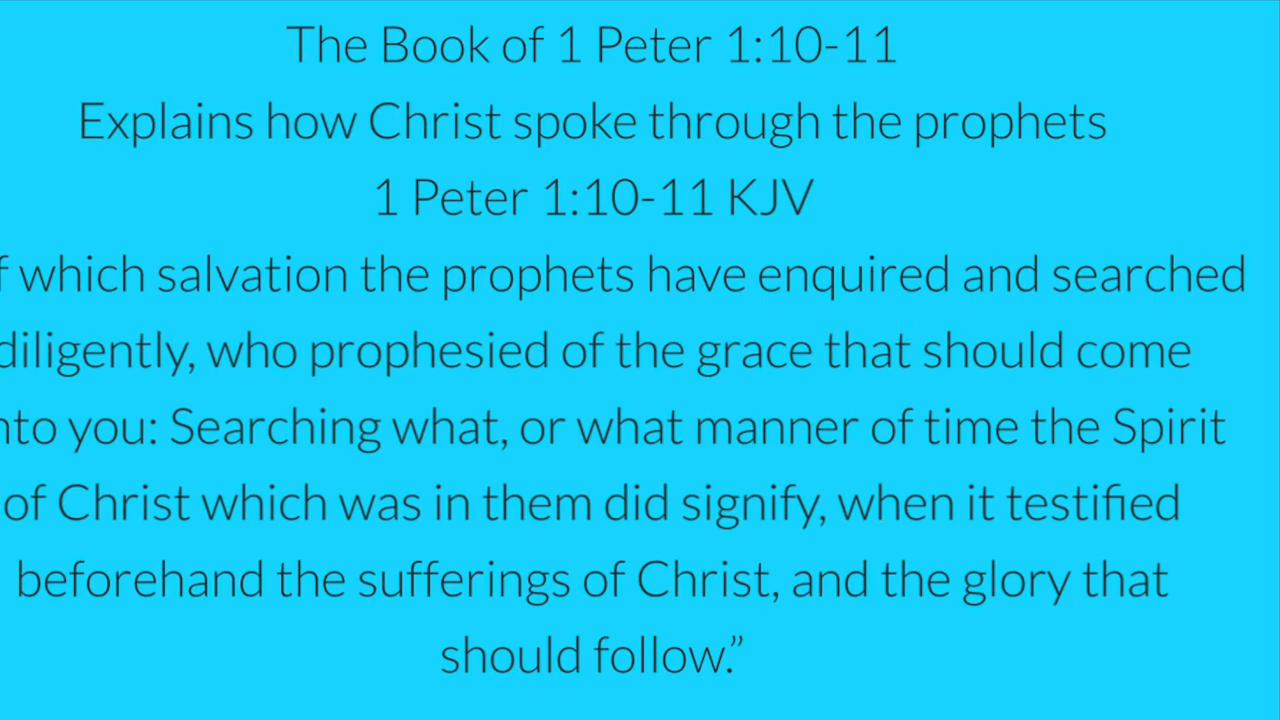 The Book of 1 Peter 1:10-11
Explains how Christ spoke through the prophets
1 Peter 1:10-11 KJV
f which salvation the prophets have enquired and searched
diligently, who prophesied of the grace that should come
nto you: Searching what, or what manner of time the Spirit
of Christ which was in them did signify, when it testified
beforehand the sufferings of Christ, and the glory that
should follow.”